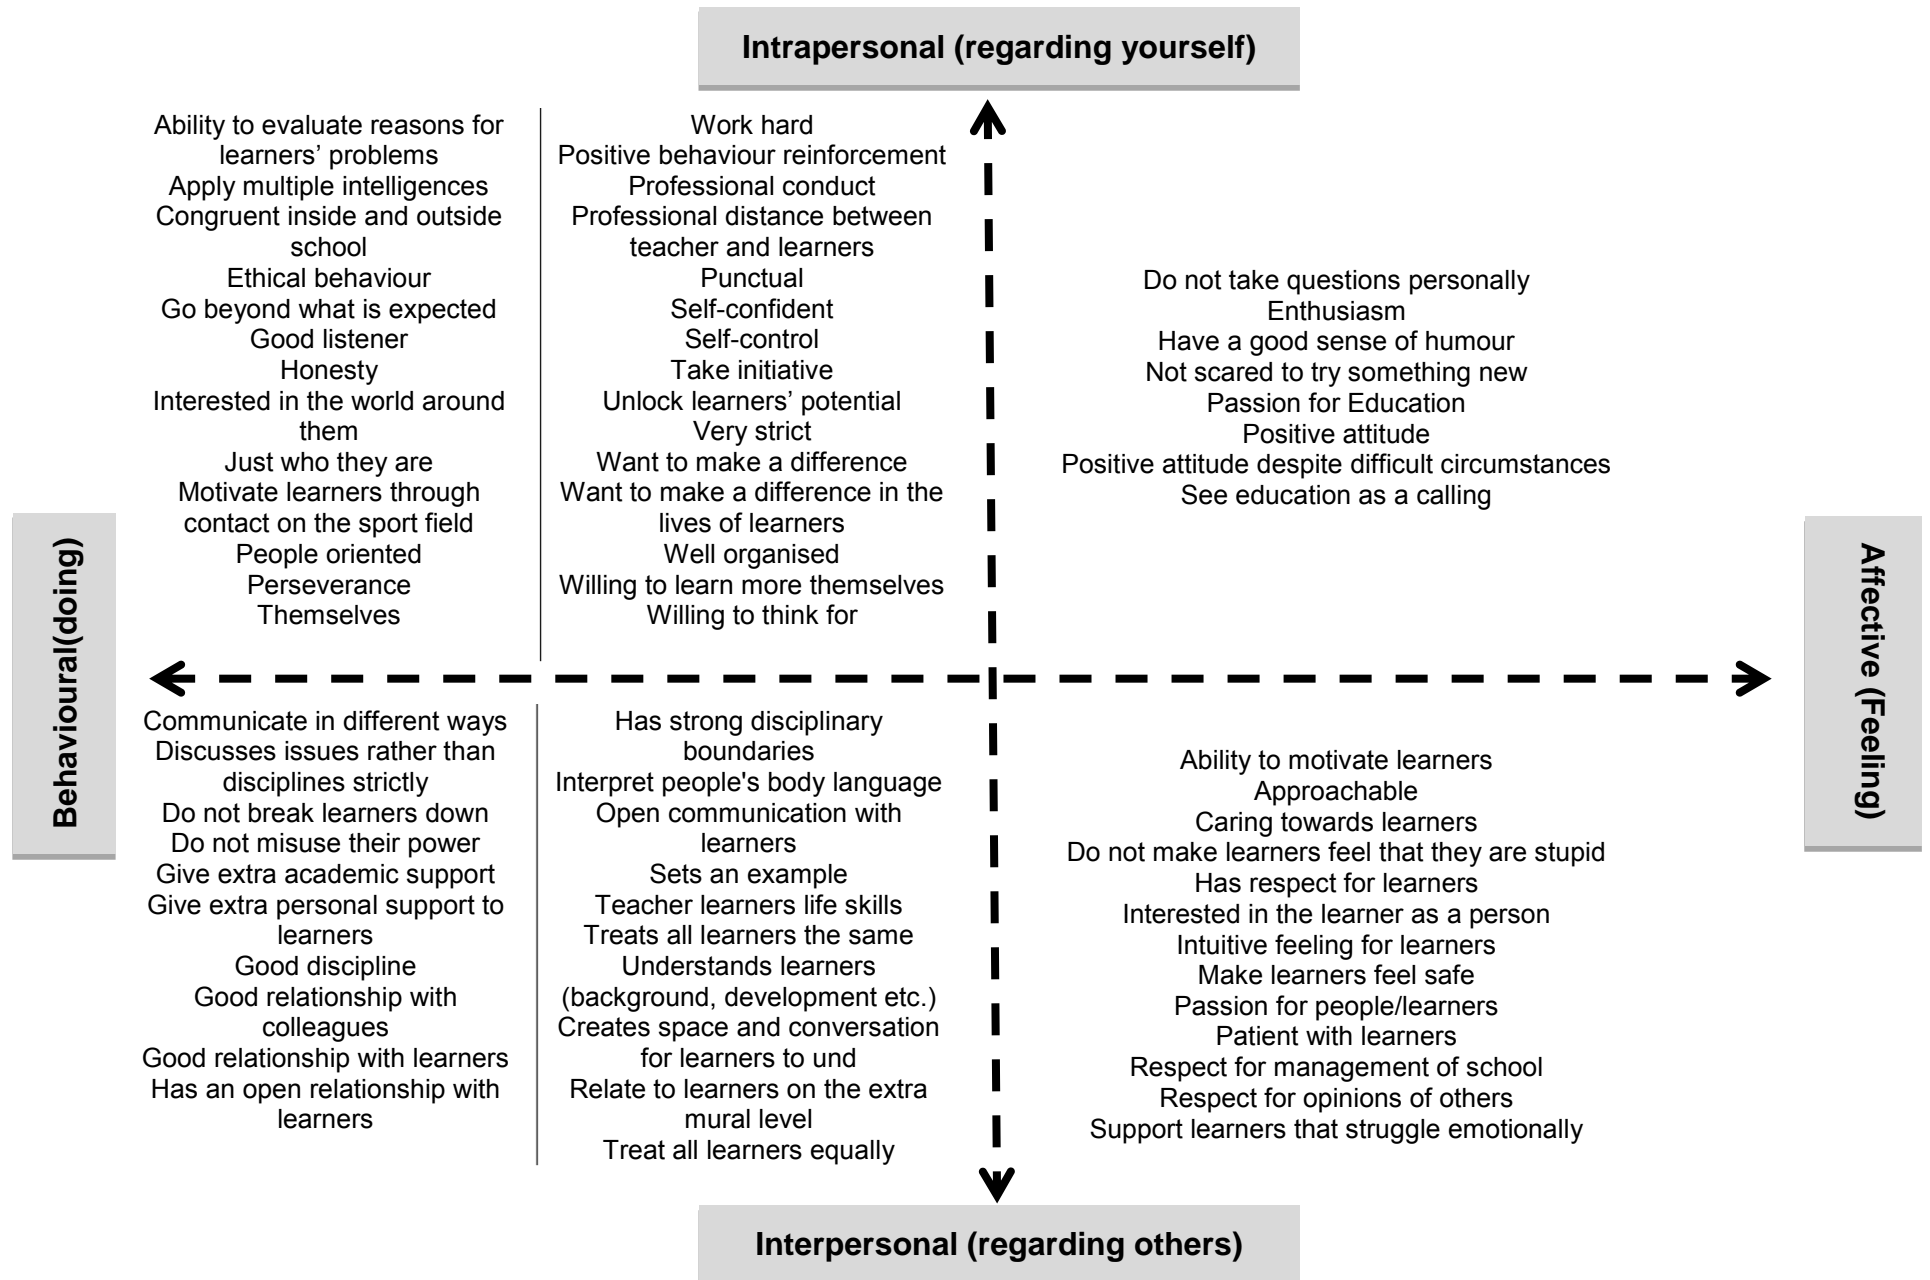 Intrapersonal (regarding yourself)
Ability to evaluate reasons for
learners’ problems
Apply multiple intelligences
Congruent inside and outside
school
Ethical behaviour
Go beyond what is expected
Good listener
Honesty
Interested in the world around
them
Just who they are
Motivate learners through
contact on the sport field
People oriented
Perseverance
Themselves
Work hard
Positive behaviour reinforcement
Professional conduct
Professional distance between
teacher and learners
Punctual
Self-confident
Self-control
Take initiative
Unlock learners’ potential
Very strict
Want to make a difference
Want to make a difference in the
lives of learners
Well organised
Willing to learn more themselves
Willing to think for
Do not take questions personally
Enthusiasm
Have a good sense of humour
Not scared to try something new
Passion for Education
Positive attitude
Positive attitude despite difficult circumstances
See education as a calling
Behavioural(doing)
Affective (Feeling)
Communicate in different ways
Discusses issues rather than
disciplines strictly
Do not break learners down
Do not misuse their power
Give extra academic support
Give extra personal support to
learners
Good discipline
Good relationship with
colleagues
Good relationship with learners
Has an open relationship with
learners
Has strong disciplinary
boundaries
Interpret people's body language
Open communication with
learners
Sets an example
Teacher learners life skills
Treats all learners the same
Understands learners
(background, development etc.)
Creates space and conversation
for learners to und
Relate to learners on the extra
mural level
Treat all learners equally
Ability to motivate learners
Approachable
Caring towards learners
Do not make learners feel that they are stupid
Has respect for learners
Interested in the learner as a person
Intuitive feeling for learners
Make learners feel safe
Passion for people/learners
Patient with learners
Respect for management of school
Respect for opinions of others
Support learners that struggle emotionally
Interpersonal (regarding others)